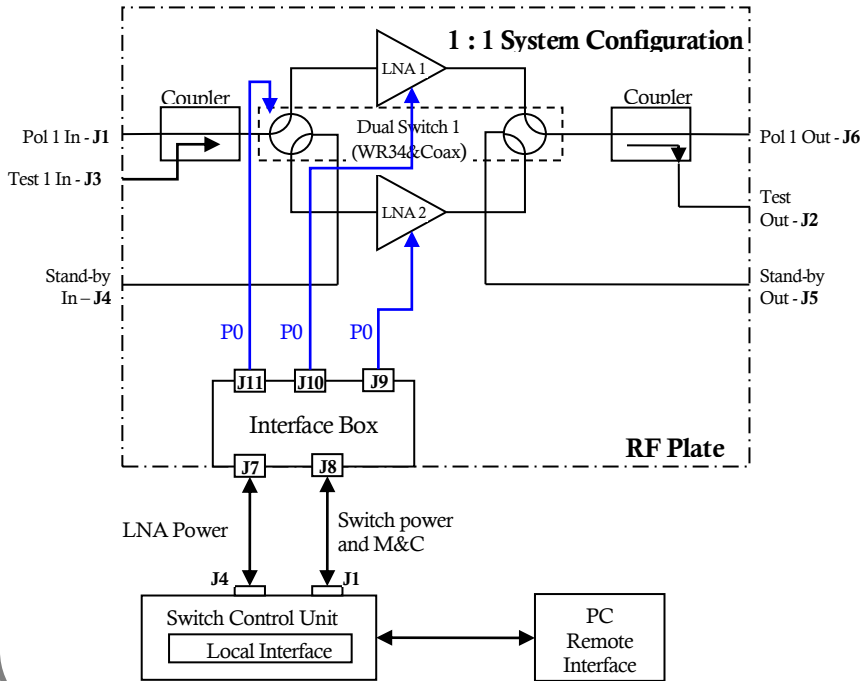 1 : 1 System Configuration
LNA 1
Coupler
Coupler
Pol 1 In - J1
Dual Switch 1
(WR34&Coax)
Pol 1 Out - J6
Test 1 In - J3
LNA 2
Test
Out - J2
Stand-by
In – J4
Stand-by
Out - J5
P0
P0
P0
J11
J10
J9
Interface Box
RF Plate
J7
J8
LNA Power
Switch power
and M&C
J4
J1
Switch Control Unit
Local Interface
PC
Remote
Interface